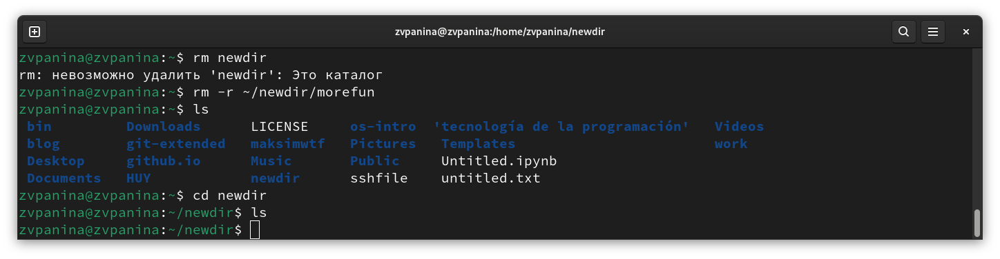 zvpanina@zvpanina:/home/zvpanina/newdir
zvpanina@zvpanina:~$ rm newdir
rm: невозможно удалить 'newdir': Это каталог
zvpanina@zvpanina:~$ rm -r ~/newdir/morefun
zvpanina@zvpanina:~$ ls
bin Downloads LICENSE os-intro 'tecnología de la programación' Videos
blog git-extended maksimwtf Pictures Templates work
Desktop github.io Music Public Untitled.ipynb
Documents HUY newdir sshfile untitled.txt
zvpanina@zvpanina:~$ cd newdir
zvpanina@zvpanina:~/newdir$ ls
zvpanina@zvpanina:~/newdir$